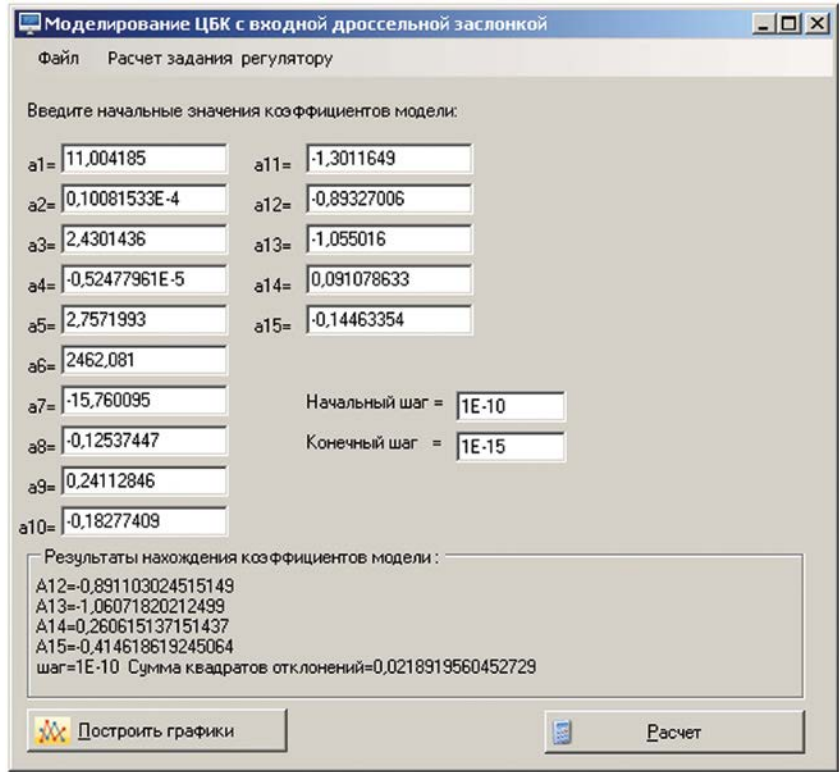 Моделирование ЦБК с входной дроссельной заслонкой
Файл Расчет задания регулятору
Введите начальные значения коэффициентов модели:
a1= 11,004185
a2= 0,10081533E-4
a3= 2,4301436
a4= -0,52477961E-5
a5= 2,7571993
a6= 2462,081
a7= -15,760095
a8= -0,12537447
a9= 0,24112846
a10= -0,18277409
a11= -1,3011649
a12= -0,89327006
a13= -1,055016
a14= 0,091078633
a15= -0,14463354
Начальный шаг = 1E-10
Конечный шаг = 1E-15
Результаты нахождения коэффициентов модели :
A12=-0,891103024515149
A13=-1,06071820212499
A14=0,260615137151437
A15=-0,414618619245064
шаг=1E-10 Сумма квадратов отклонений=0,0218919560452729
Построить графики
Расчет